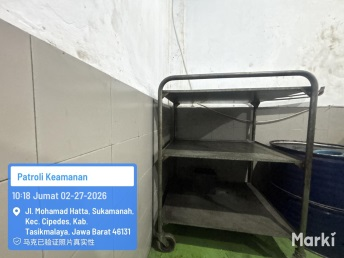 Patroli Keamanan
10:18 Jumat 02-27-2026
Jl. Mohamad Hatta, Sukamanah,
Kec. Cipedes, Kab.
Tasikmalaya, Jawa Barat 46131
马克已验证照片真实性
Marki